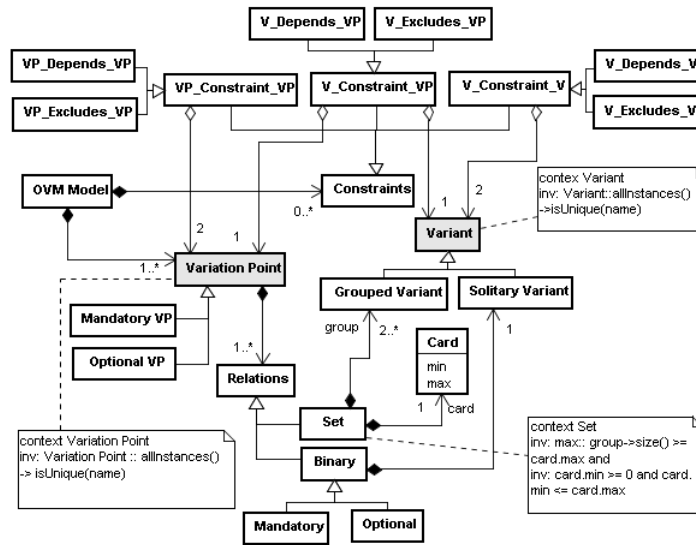 V_Depends_VP
V_Excludes_VP
VP_Depends_VP
VP_Excludes_VP
VP_Constraint_VP
V_Constraint_VP
V_Constraint_V
V_Depends_V
V_Excludes_V
OVM Model
Constraints
0..*
1..*
2
1
1
2
contex Variant
inv: Variant::allInstances()
->isUnique(name)
Variant
Variation Point
Grouped Variant
Solitary Variant
Mandatory VP
Optional VP
1..*
group
2..*
Card
min
max
1
Relations
1
card
Set
Binary
Mandatory
Optional
context Variation Point
inv: Variation Point :: allInstances()
-> isUnique(name)
context Set
inv: max:: group->size() >=
card.max and
inv: card.min >= 0 and card.
min <= card.max